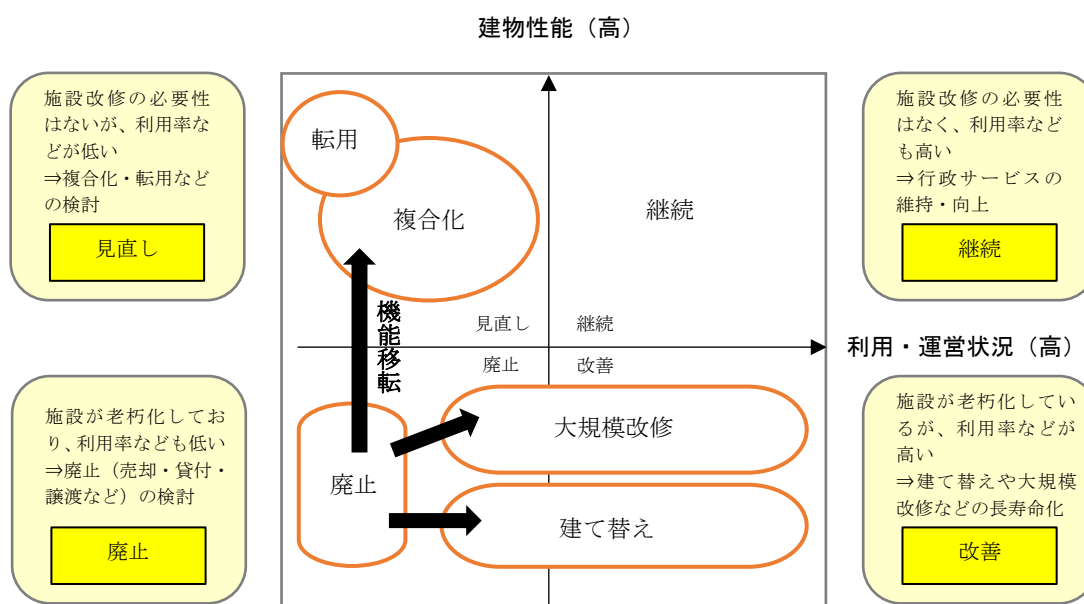 建物性能（高）
施設改修の必要性
はないが、利用率な
どが低い
⇒複合化・転用などの検討
見直し
転用
複合化
継続
施設改修の必要性
はなく、利用率など
も高い
⇒行政サービスの
維持・向上
継続
機能移転
見直し
継続
利用・運営状況（高）
廃止
改善
施設が老朽化してお
り、利用率なども低い
⇒廃止（売却・貸付・
譲渡など）の検討
廃止
廃止
大規模改修
建て替え
施設が老朽化してい
るが、利用率などが
高い
⇒建て替えや大規模
改修などの長寿命化
改善